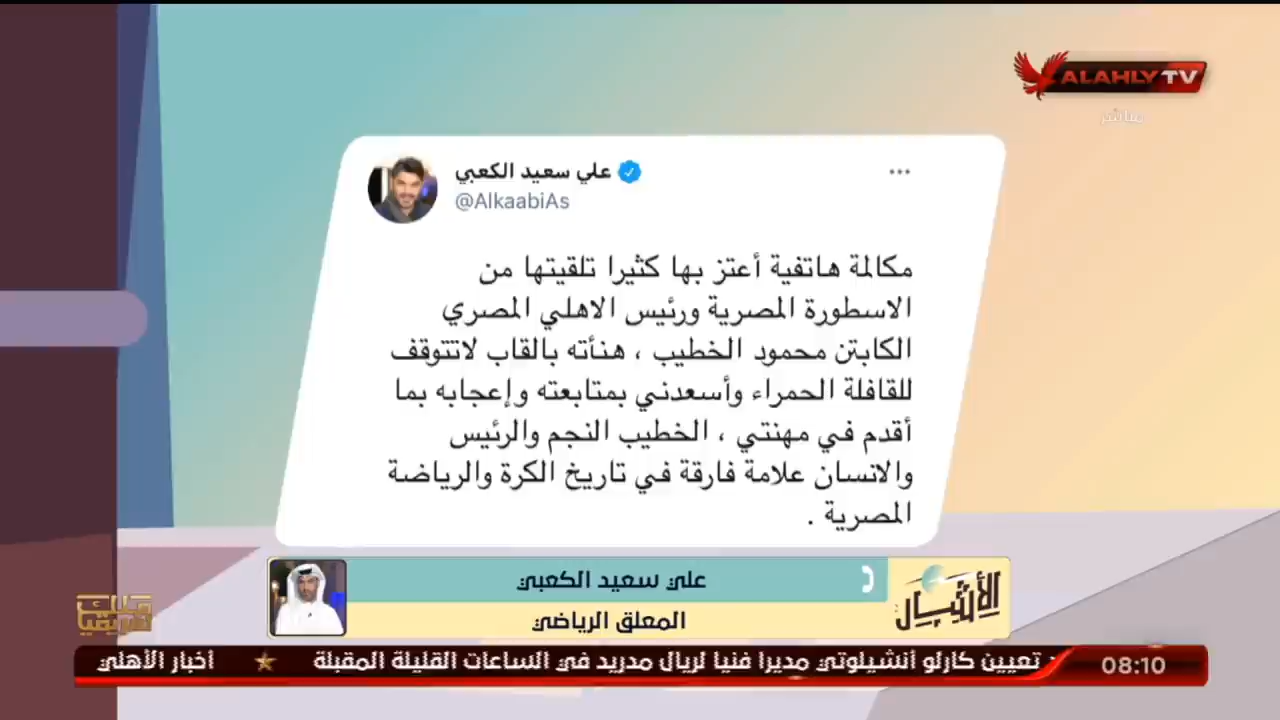 ALAHLY TV
مباشر
علي سعيد الكعبي
@AlkaabiAs
مكالمة هاتفية أعتز بها كثيرا تلقيتها من
الاسطورة المصرية ورئيس الاهلي المصري
الكابتن محمود الخطيب ، هنأته بالقاب لاتتوقف
للقافلة الحمراء وأسعدني بمتابعته وإعجابه بما
أقدم في مهنتي ، الخطيب النجم والرئيس
والانسان علامة فارقة في تاريخ الكرة والرياضة
المصرية .
علي سعيد الكعبي
المعلق الرياضي
الأشبال
ملك إفريقيا
تعيين كارلو أنشيلوتي مديرا فنيا لريال مدريد في الساعات القليلة المقبلة
أخبار الأهلي
08:10